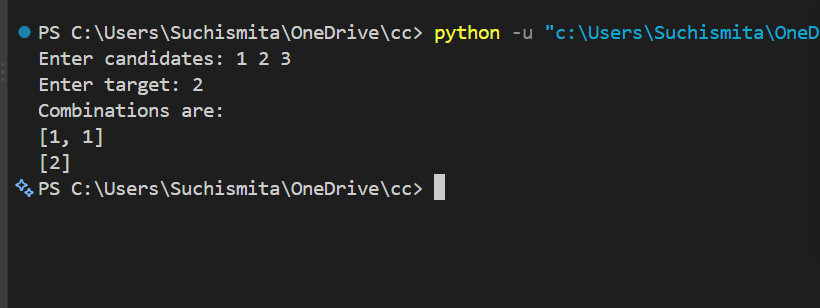 PS C:\Users\Suchismita\OneDrive\cc> python -u "c:\Users\Suchismita\OneD
Enter candidates: 1 2 3
Enter target: 2
Combinations are:
[1, 1]
[2]
PS C:\Users\Suchismita\OneDrive\cc>